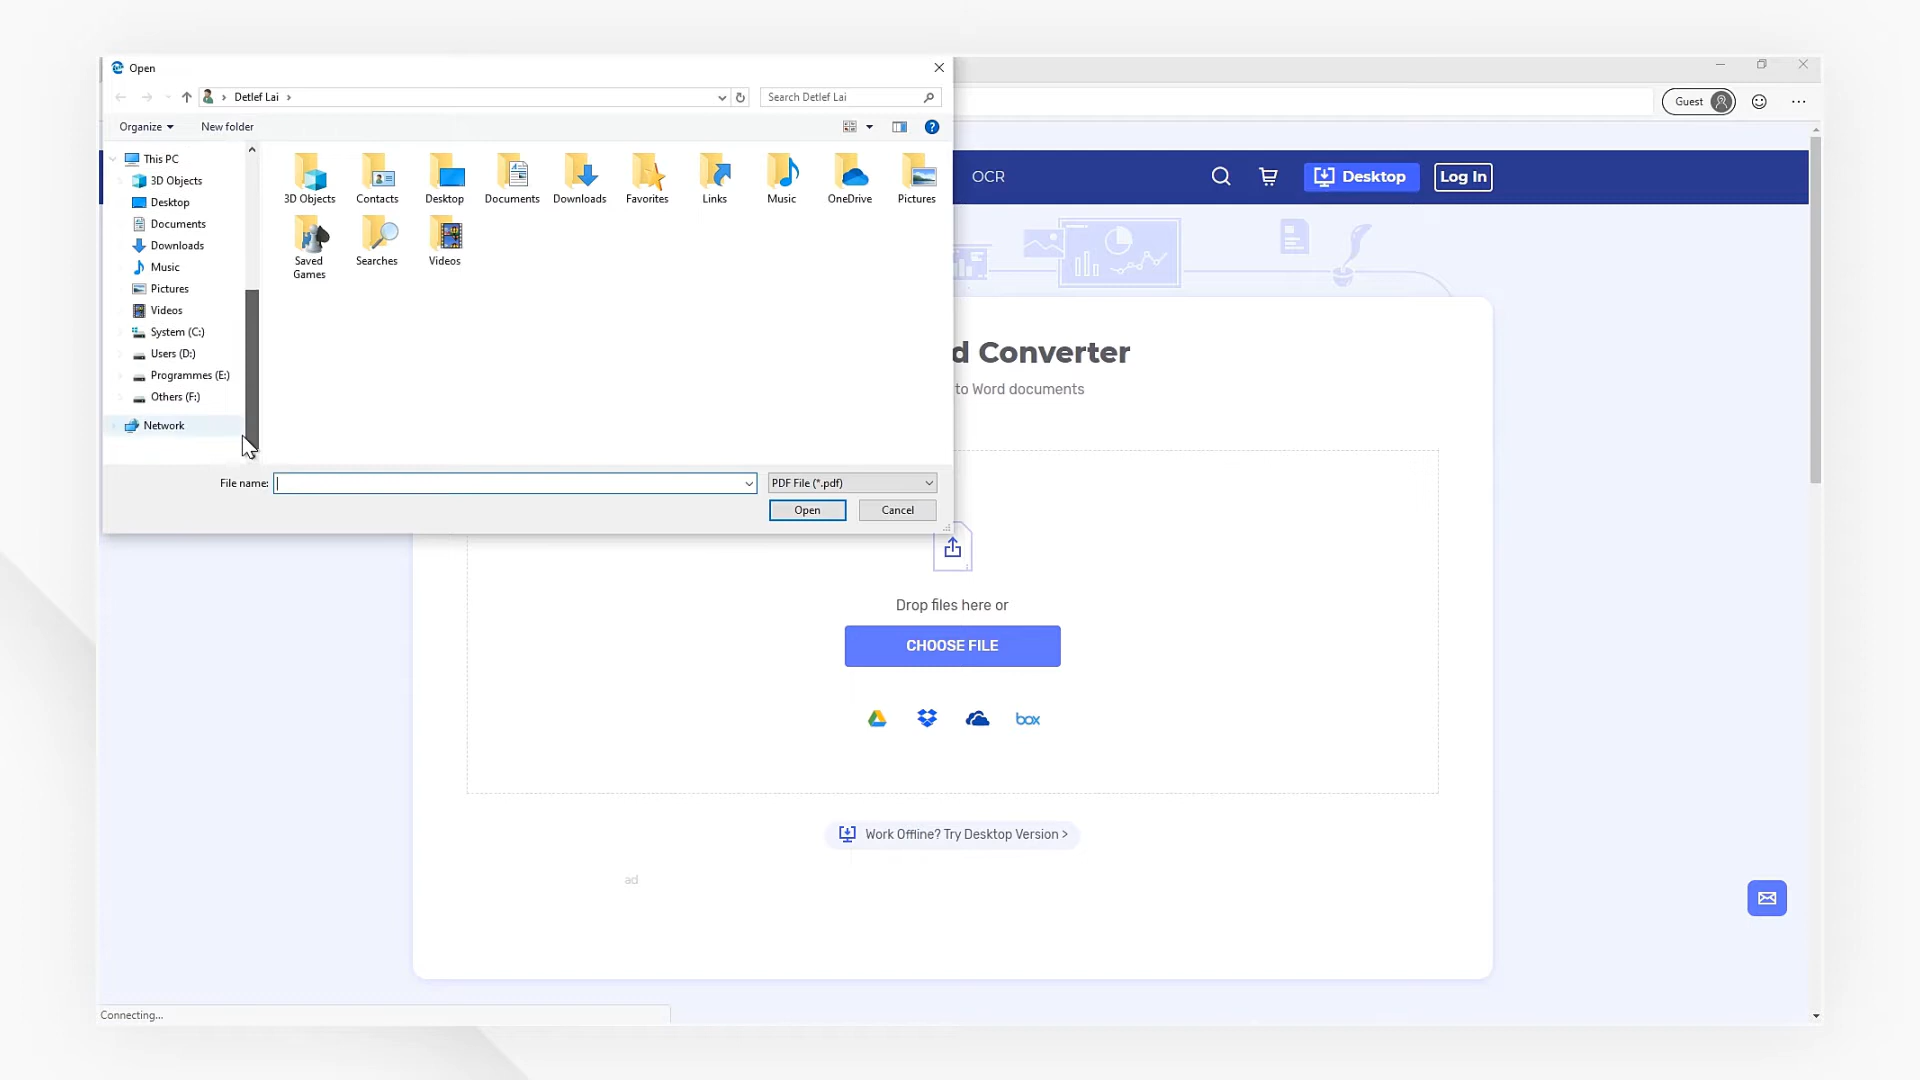 Open
Detlef Lai
Search Detlef Lai
Organize
New folder
This PC
3D Objects
Desktop
Documents
Downloads
Music
Pictures
Videos
System (C:)
Users (D:)
Programmes (E:)
Others (F:)
Network
3D Objects
Contacts
Desktop
Documents
Downloads
Favorites
Links
Music
OneDrive
Pictures
Saved
Games
Searches
Videos
File name:
PDF File (*.pdf)
Open
Cancel
Guest
OCR
Desktop
Log In
d Converter
to Word documents
Drop files here or
CHOOSE FILE
box
Work Offline? Try Desktop Version >
ad
Connecting...